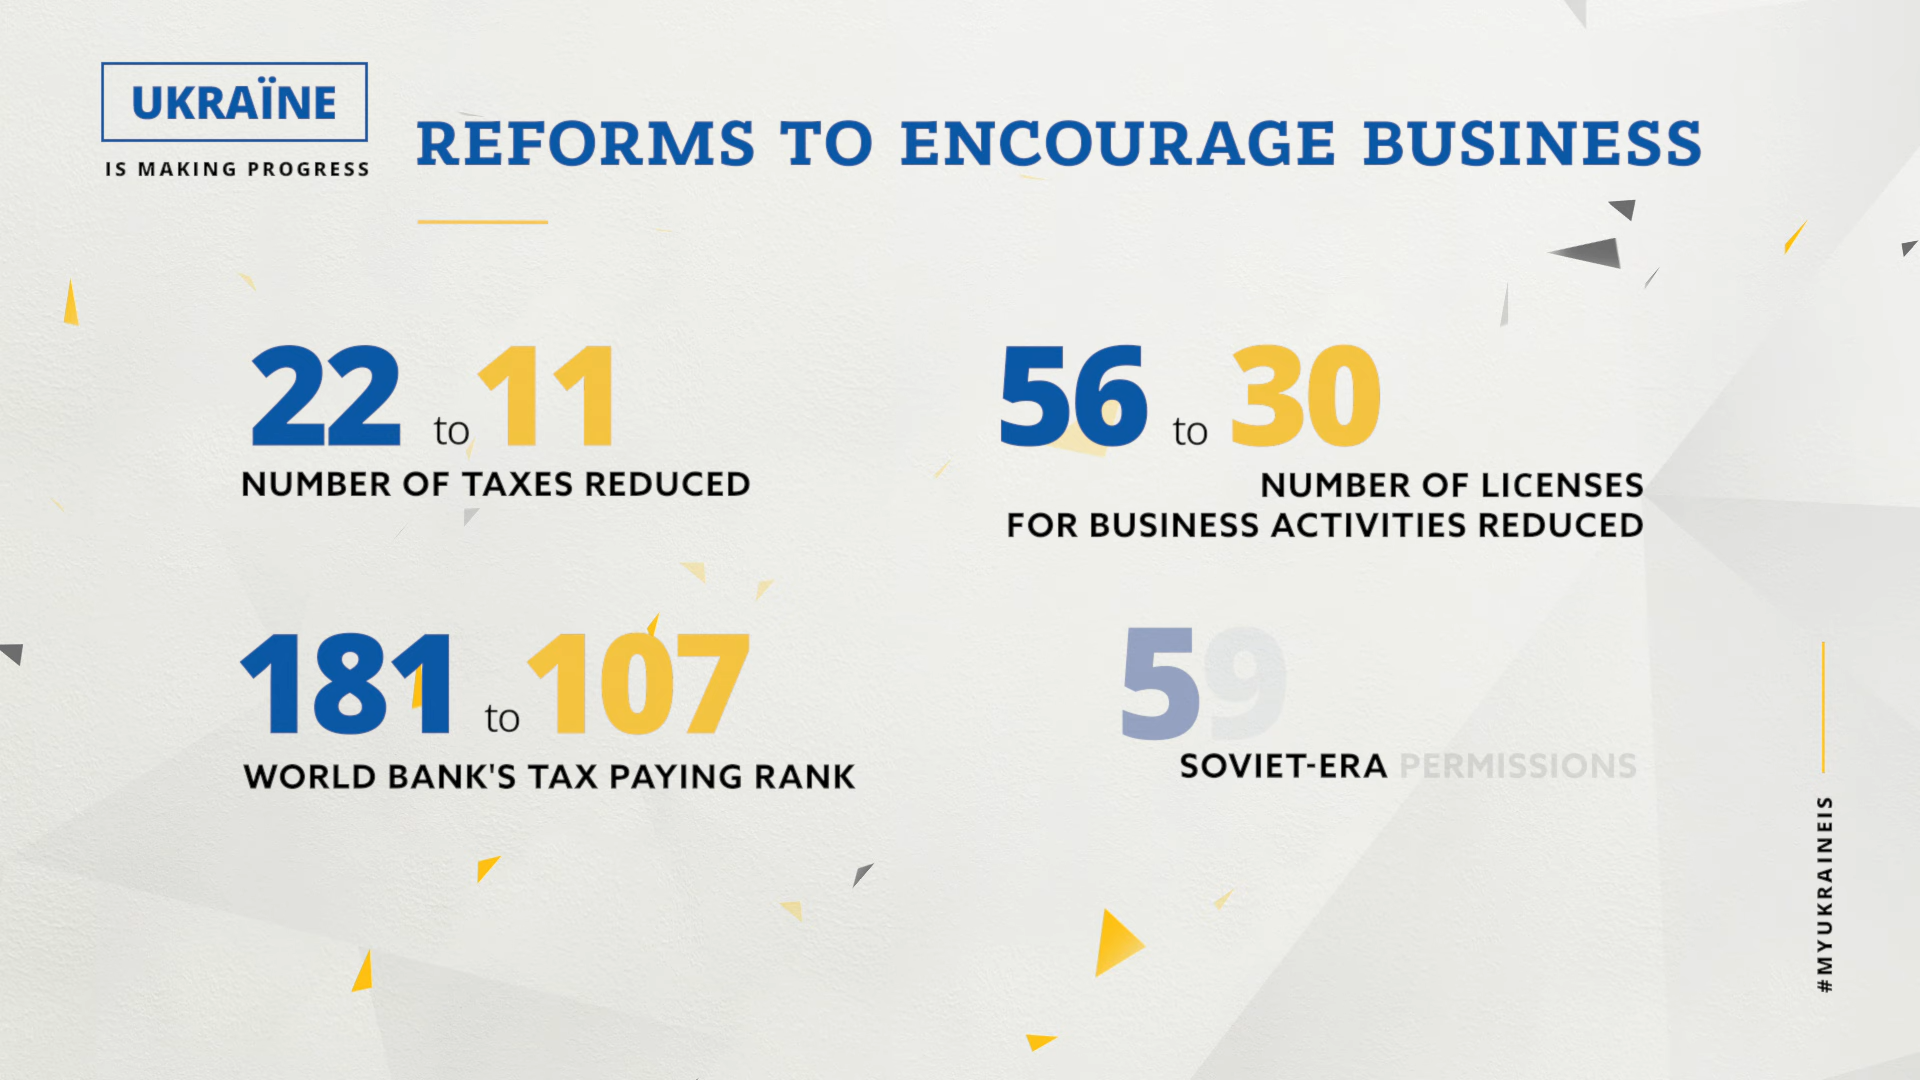 UKRAÏNE
IS MAKING PROGRESS
REFORMS TO ENCOURAGE BUSINESS
22 to 11
NUMBER OF TAXES REDUCED
56 to 30
NUMBER OF LICENSES
FOR BUSINESS ACTIVITIES REDUCED
181 to 107
WORLD BANK'S TAX PAYING RANK
59
SOVIET-ERA PERMISSIONS
#MYUKRAINEIS